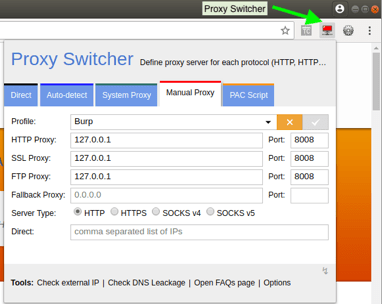 Proxy Switcher
Proxy Switcher Define proxy server for each protocol (HTTP, HTTP…
Direct Auto-detect System Proxy Manual Proxy PAC Script
Profile: Burp
HTTP Proxy: 127.0.0.1 Port: 8008
SSL Proxy: 127.0.0.1 Port: 8008
FTP Proxy: 127.0.0.1 Port: 8008
Fallback Proxy: 0.0.0.0 Port:
Server Type: HTTP HTTPS SOCKS v4 SOCKS v5
Direct: comma separated list of IPs
Tools: Check external IP | Check DNS Leackage | Open FAQs page | Options